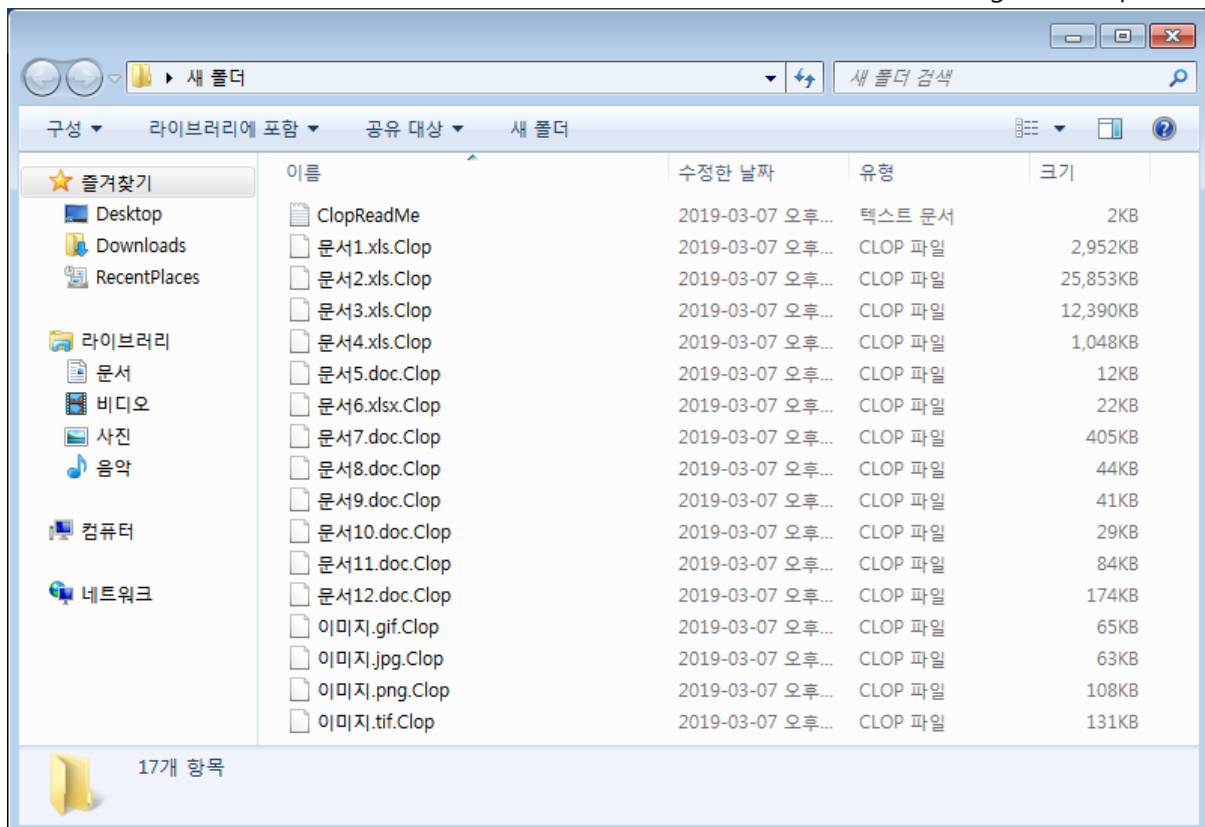 새 폴더
새 폴더 검색
구성 라이브러리에 포함 공유 대상 새 폴더
이름 수정한 날짜 유형 크기
즐겨찾기
Desktop
Downloads
RecentPlaces
라이브러리
문서
비디오
사진
음악
컴퓨터
네트워크
ClopReadMe 2019-03-07 오후... 텍스트 문서 2KB
문서1.xls.Clop 2019-03-07 오후... CLOP 파일 2,952KB
문서2.xls.Clop 2019-03-07 오후... CLOP 파일 25,853KB
문서3.xls.Clop 2019-03-07 오후... CLOP 파일 12,390KB
문서4.xls.Clop 2019-03-07 오후... CLOP 파일 1,048KB
문서5.doc.Clop 2019-03-07 오후... CLOP 파일 12KB
문서6.xlsx.Clop 2019-03-07 오후... CLOP 파일 22KB
문서7.doc.Clop 2019-03-07 오후... CLOP 파일 405KB
문서8.doc.Clop 2019-03-07 오후... CLOP 파일 44KB
문서9.doc.Clop 2019-03-07 오후... CLOP 파일 41KB
문서10.doc.Clop 2019-03-07 오후... CLOP 파일 29KB
문서11.doc.Clop 2019-03-07 오후... CLOP 파일 84KB
문서12.doc.Clop 2019-03-07 오후... CLOP 파일 174KB
이미지.gif.Clop 2019-03-07 오후... CLOP 파일 65KB
이미지.jpg.Clop 2019-03-07 오후... CLOP 파일 63KB
이미지.png.Clop 2019-03-07 오후... CLOP 파일 108KB
이미지.tif.Clop 2019-03-07 오후... CLOP 파일 131KB
17개 항목